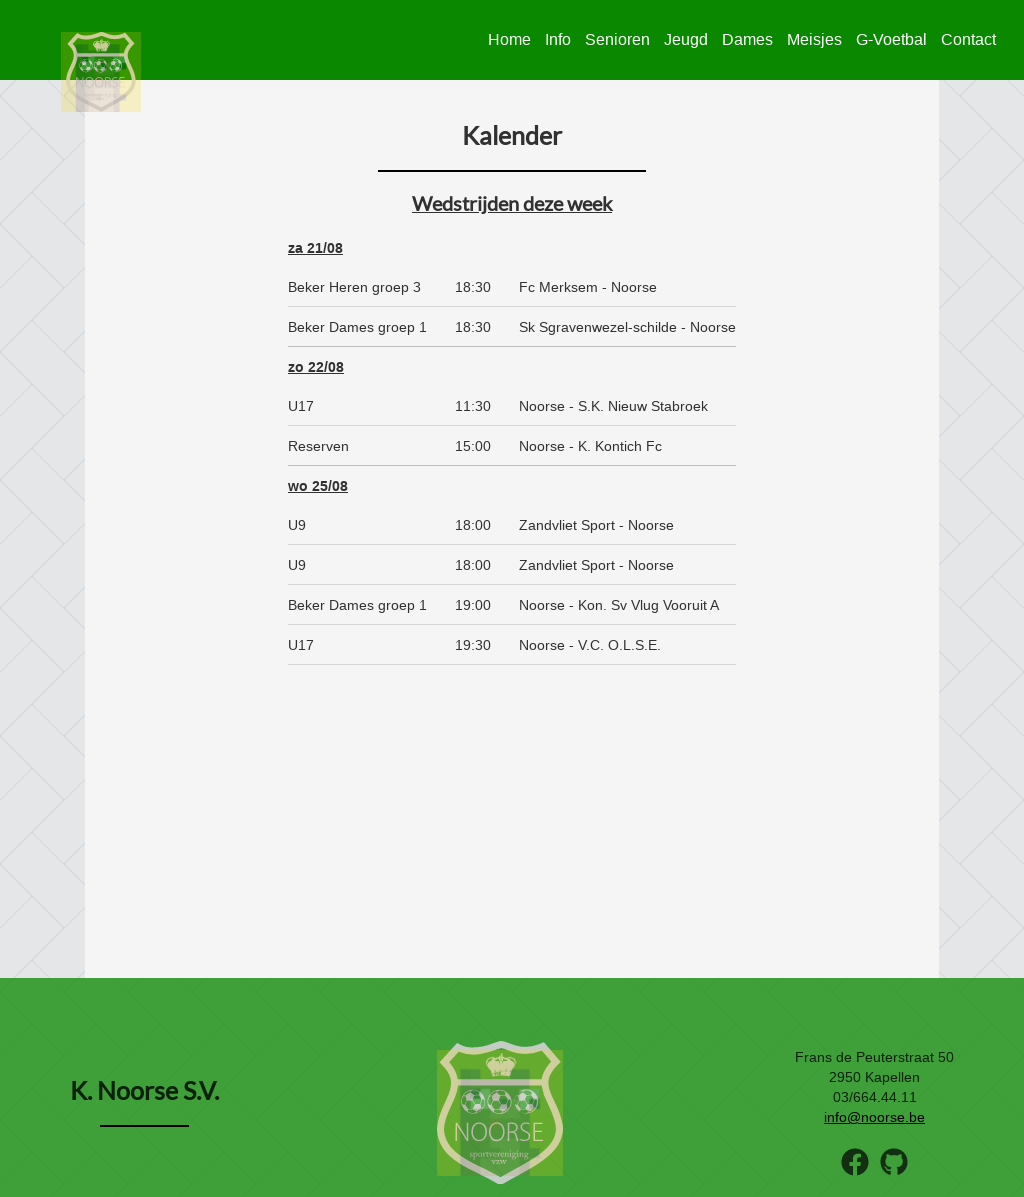 Home Info Senioren Jeugd Dames Meisjes G-Voetbal Contact
NOORSE
Kalender
Wedstrijden deze week
za 21/08
Beker Heren groep 3 18:30 Fc Merksem - Noorse
Beker Dames groep 1 18:30 Sk Sgravenwezel-schilde - Noorse
zo 22/08
U17 11:30 Noorse - S.K. Nieuw Stabroek
Reserven 15:00 Noorse - K. Kontich Fc
wo 25/08
U9 18:00 Zandvliet Sport - Noorse
U9 18:00 Zandvliet Sport - Noorse
Beker Dames groep 1 19:00 Noorse - Kon. Sv Vlug Vooruit A
U17 19:30 Noorse - V.C. O.L.S.E.
K. Noorse S.V.
NOORSE
sportvereniging
vzw
Frans de Peuterstraat 50
2950 Kapellen
03/664.44.11
info@noorse.be